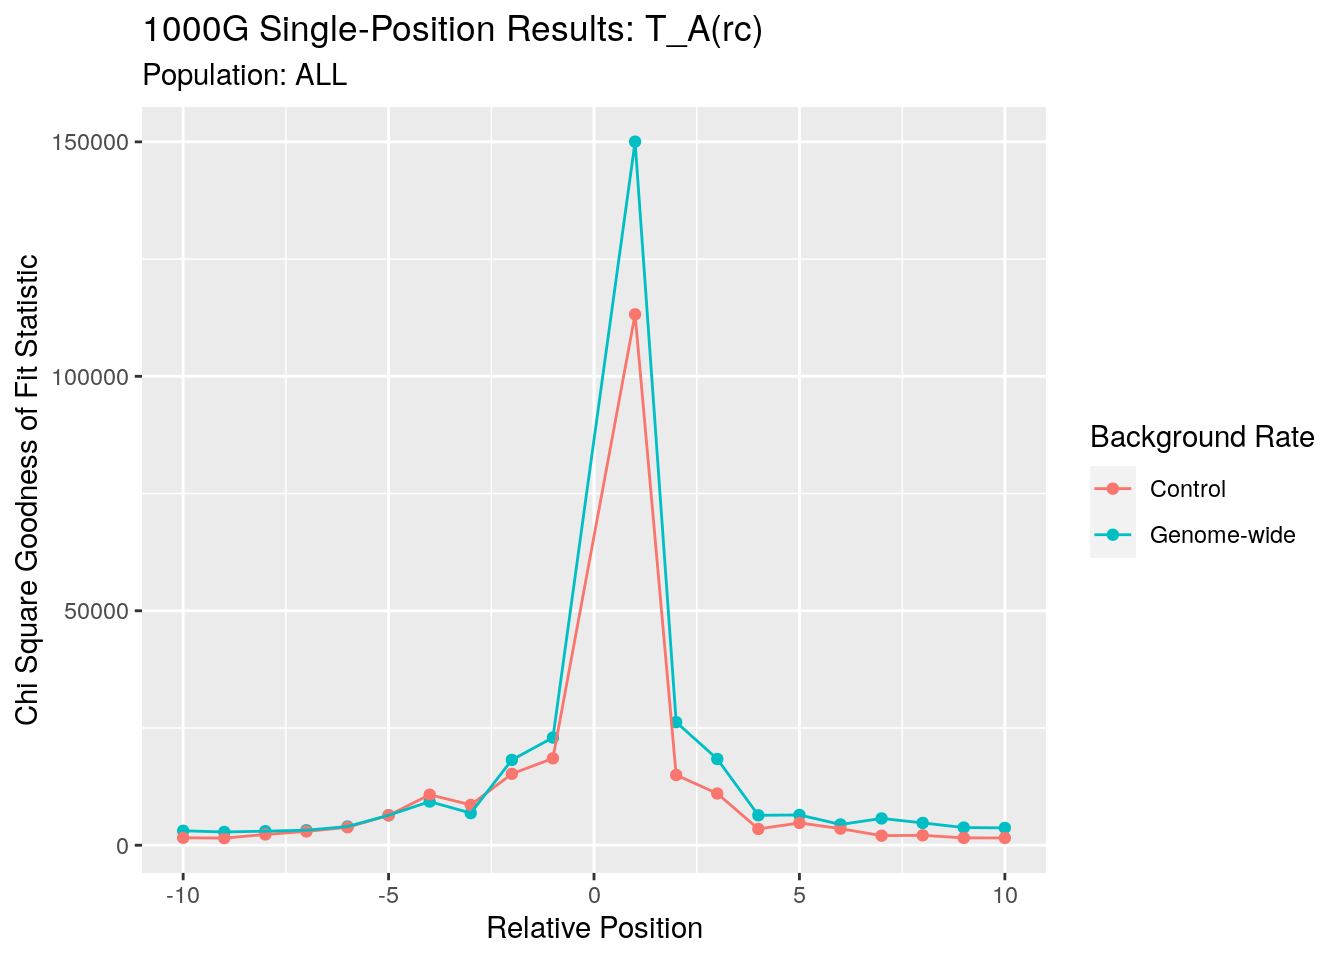 1000G Single-Position Results: T_A(rc)
Population: ALL
Chi Square Goodness of Fit Statistic
150000
100000
50000
0
-10
-5
0
5
10
Relative Position
Background Rate
Control
Genome-wide